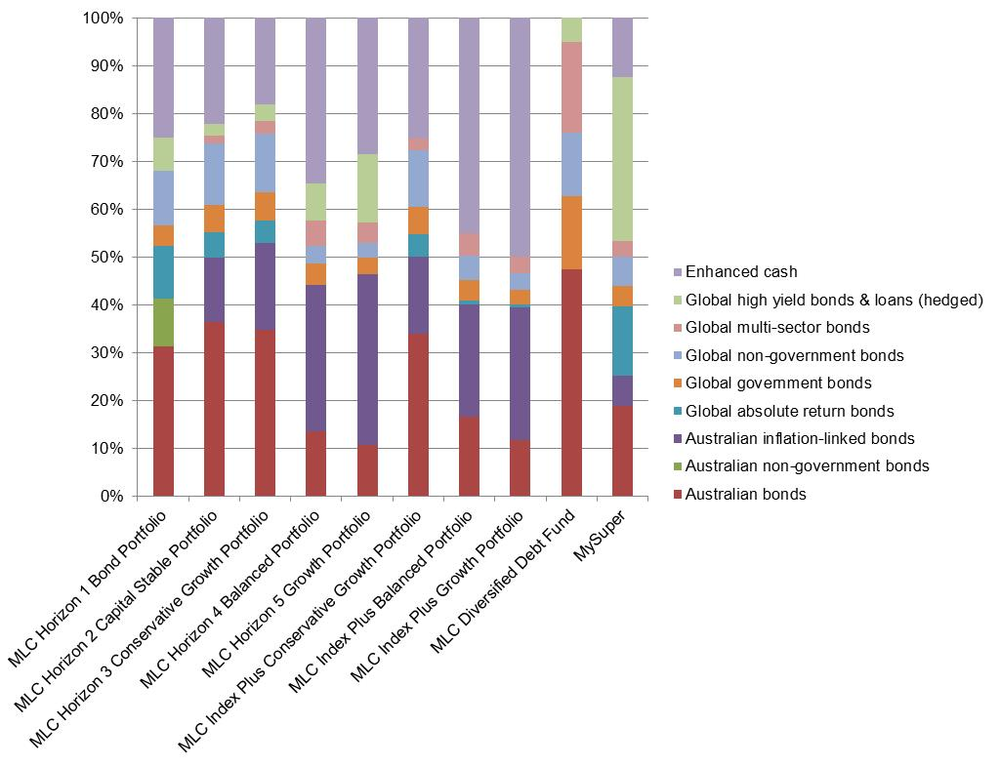 100%
90%
80%
70%
60%
50%
40%
30%
20%
10%
0%
Enhanced cash
Global high yield bonds & loans (hedged)
Global multi-sector bonds
Global non-government bonds
Global government bonds
Global absolute return bonds
Australian inflation-linked bonds
Australian non-government bonds
Australian bonds
MLC Horizon 1 Bond Portfolio
MLC Horizon 2 Capital Stable Portfolio
MLC Horizon 3 Conservative Growth Portfolio
MLC Horizon 4 Balanced Portfolio
MLC Horizon 5 Growth Portfolio
MLC Index Plus Conservative Growth Portfolio
MLC Index Plus Balanced Portfolio
MLC Index Plus Growth Portfolio
MLC Diversified Debt Fund
MySuper